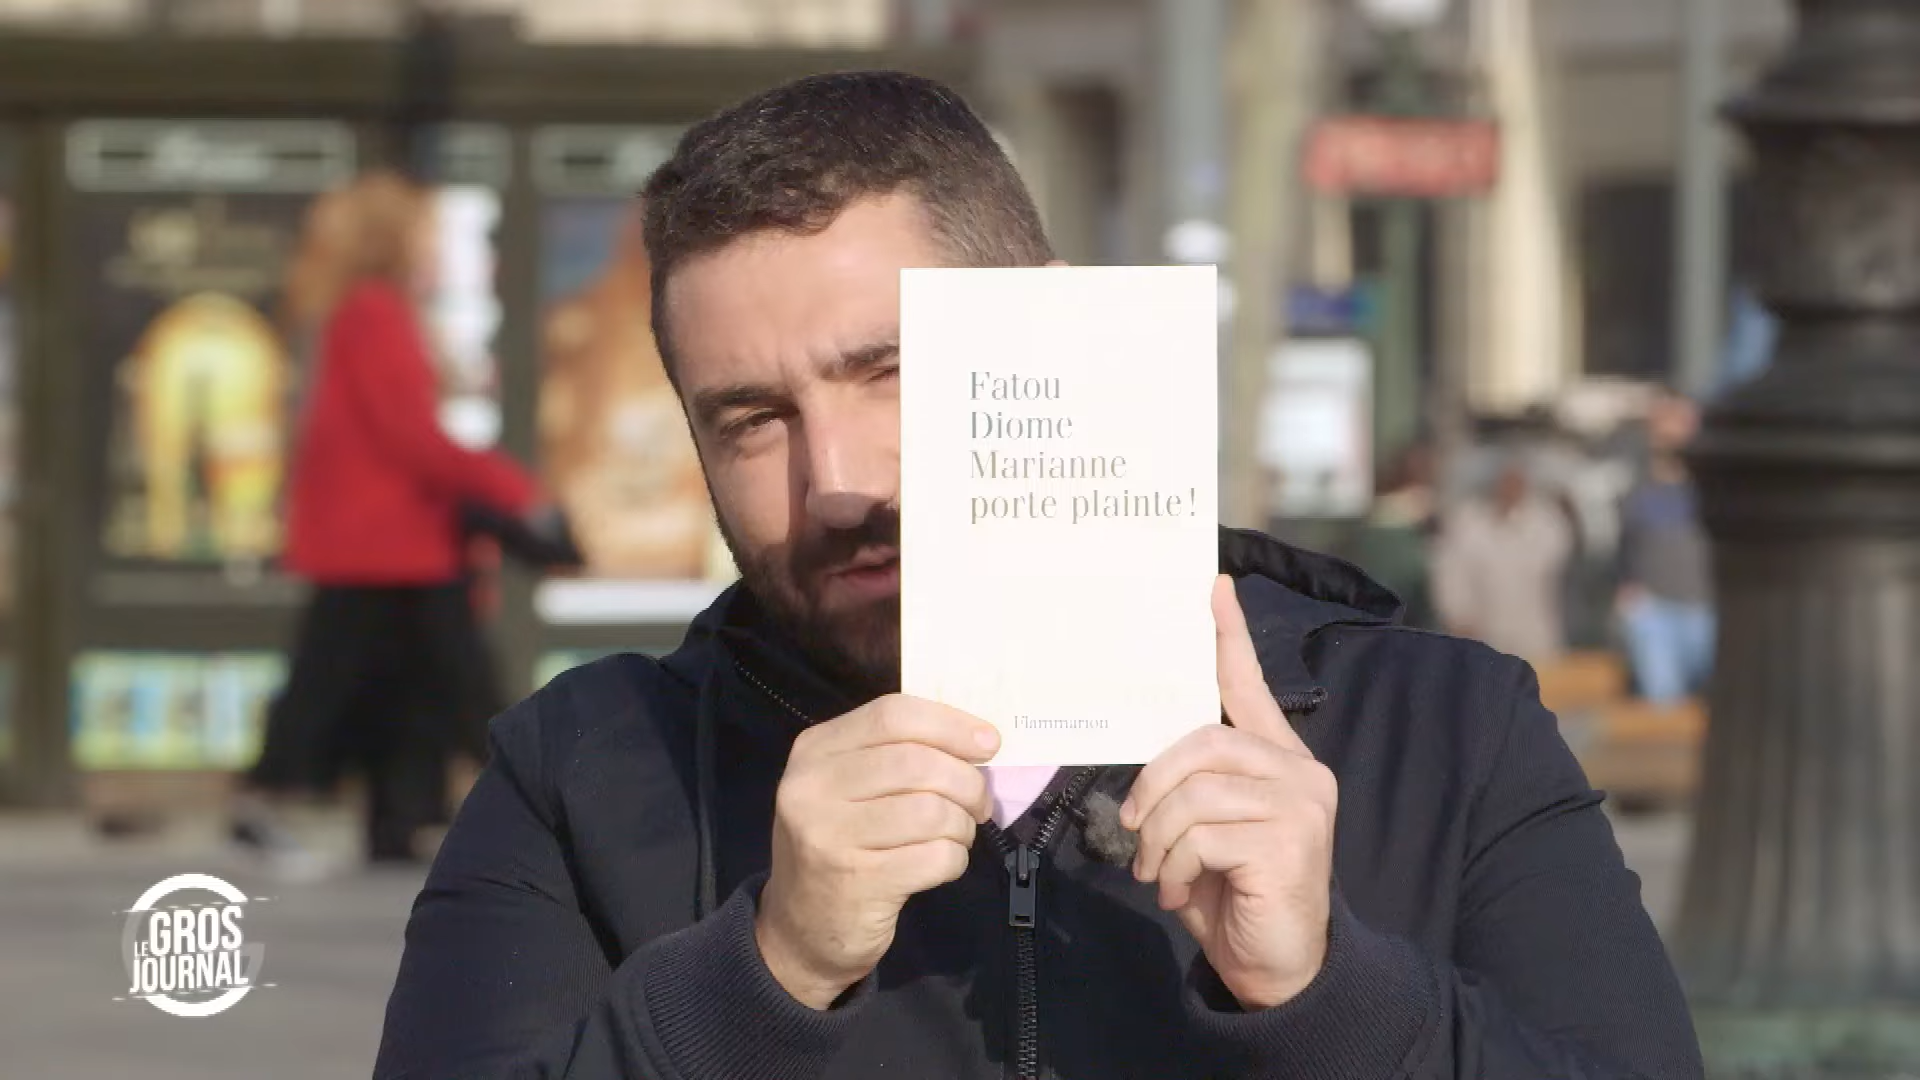 Fatou
Diome
Marianne
porte plainte !
Flammarion
LE GROS
JOURNAL